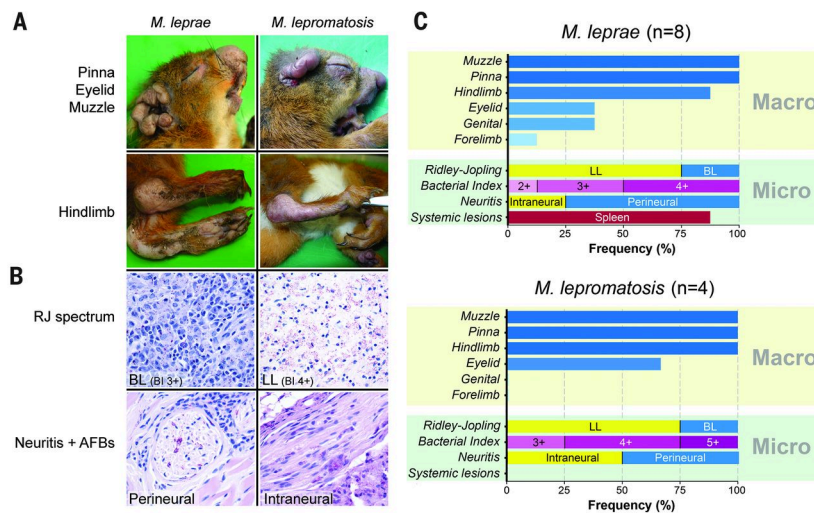 A
M. leprae
M. lepromatosis
Pinna
Eyelid
Muzzle
Hindlimb
B
RJ spectrum
BL (BI 3+)
LL (BI 4+)
Neuritis + AFBs
Perineural
Intraneural
C
M. leprae (n=8)
Muzzle
Pinna
Hindlimb
Eyelid
Genital
Forelimb
Macro
Ridley-Jopling
LL
BL
Bacterial Index
2+
3+
4+
Neuritis
Intraneural
Perineural
Systemic lesions
Spleen
Micro
0
25
50
75
100
Frequency (%)
M. lepromatosis (n=4)
Muzzle
Pinna
Hindlimb
Eyelid
Genital
Forelimb
Macro
Ridley-Jopling
LL
BL
Bacterial Index
3+
4+
5+
Neuritis
Intraneural
Perineural
Systemic lesions
Micro
0
25
50
75
100
Frequency (%)